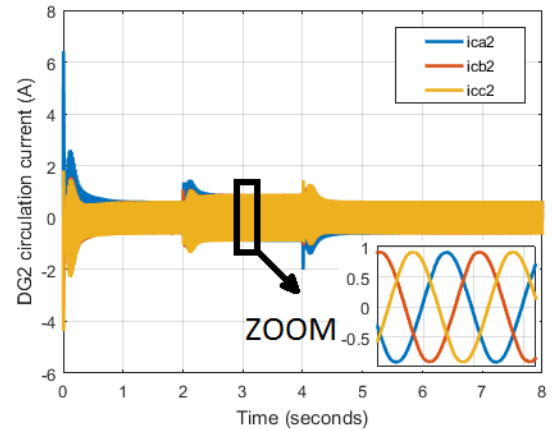 8
6
4
2
0
-2
-4
-6
DG2 circulation current (A)
ica2
icb2
icc2
ZOOM
1
0.5
0
-0.5
0 1 2 3 4 5 6 7 8
Time (seconds)